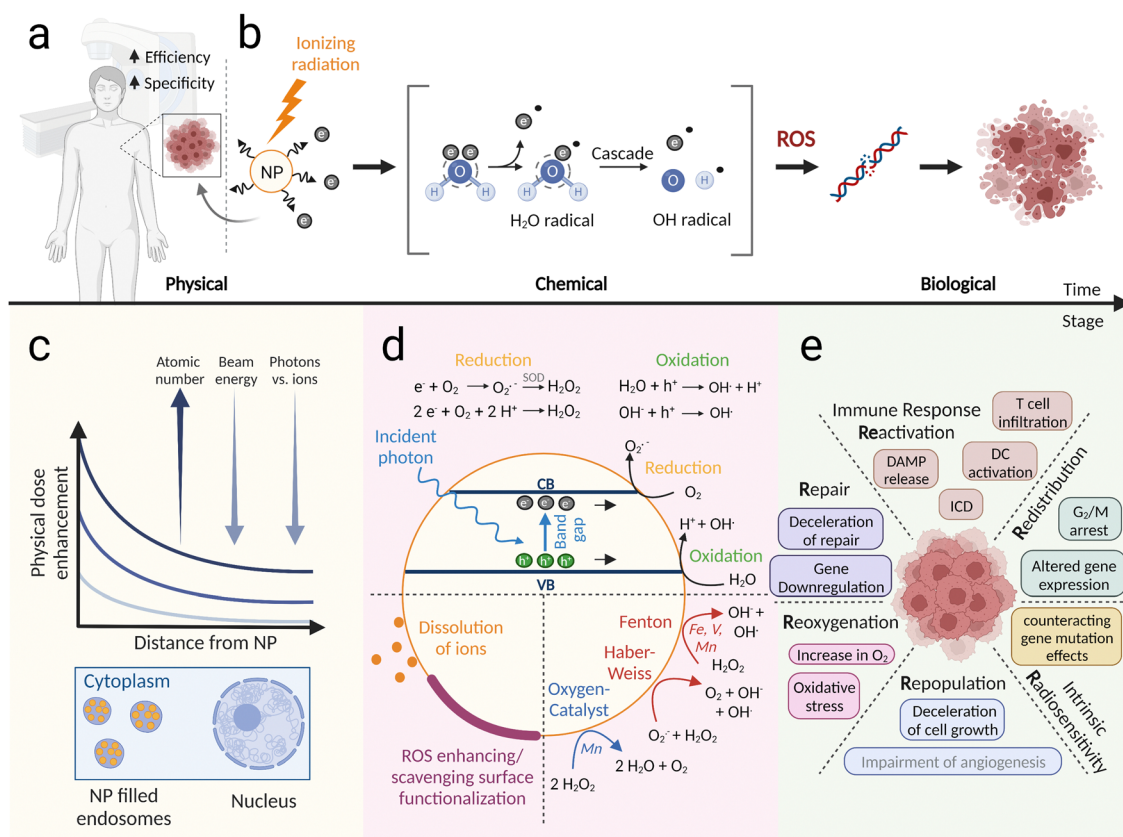 a
Efficiency
Specificity
b
Ionizing
radiation
NP
e⁻
e⁻
e⁻
e⁻ e⁻
O
H H
e⁻
e⁻
O
H H
H₂O radical
Cascade
e⁻
O H
OH radical
ROS
Physical
Chemical
Biological
Time
Stage
c
Atomic
number
Beam
energy
Photons
vs. ions
Physical dose
enhancement
Distance from NP
Cytoplasm
NP filled
endosomes
Nucleus
d
Reduction
e⁻ + O₂ → O₂·⁻ SOD → H₂O₂
2 e⁻ + O₂ + 2 H⁺ → H₂O₂
Oxidation
H₂O + h⁺ → OH· + H⁺
OH⁻ + h⁺ → OH·
Incident
photon
CB
e⁻ e⁻ e⁻
Band
gap
h⁺ h⁺ h⁺
VB
O₂·⁻
Reduction
O₂
H⁺ + OH·
Oxidation
H₂O
Dissolution
of ions
ROS enhancing/
scavenging surface
functionalization
Fenton
Fe, V,
Mn
OH⁻ +
OH·
H₂O₂
Haber-
Weiss
O₂ + OH⁻
+ OH·
O₂·⁻ + H₂O₂
Oxygen-
Catalyst
Mn
2 H₂O + O₂
2 H₂O₂
e
Immune Response
Reactivation
T cell
infiltration
DAMP
release
DC
activation
ICD
Repair
Deceleration
of repair
Gene
Downregulation
Redistribution
G₂/M
arrest
Altered gene
expression
Reoxygenation
Increase in O₂
Oxidative
stress
Repopulation
Deceleration
of cell growth
Impairment of angiogenesis
counteracting
gene mutation
effects
Intrinsic
Radiosensitivity